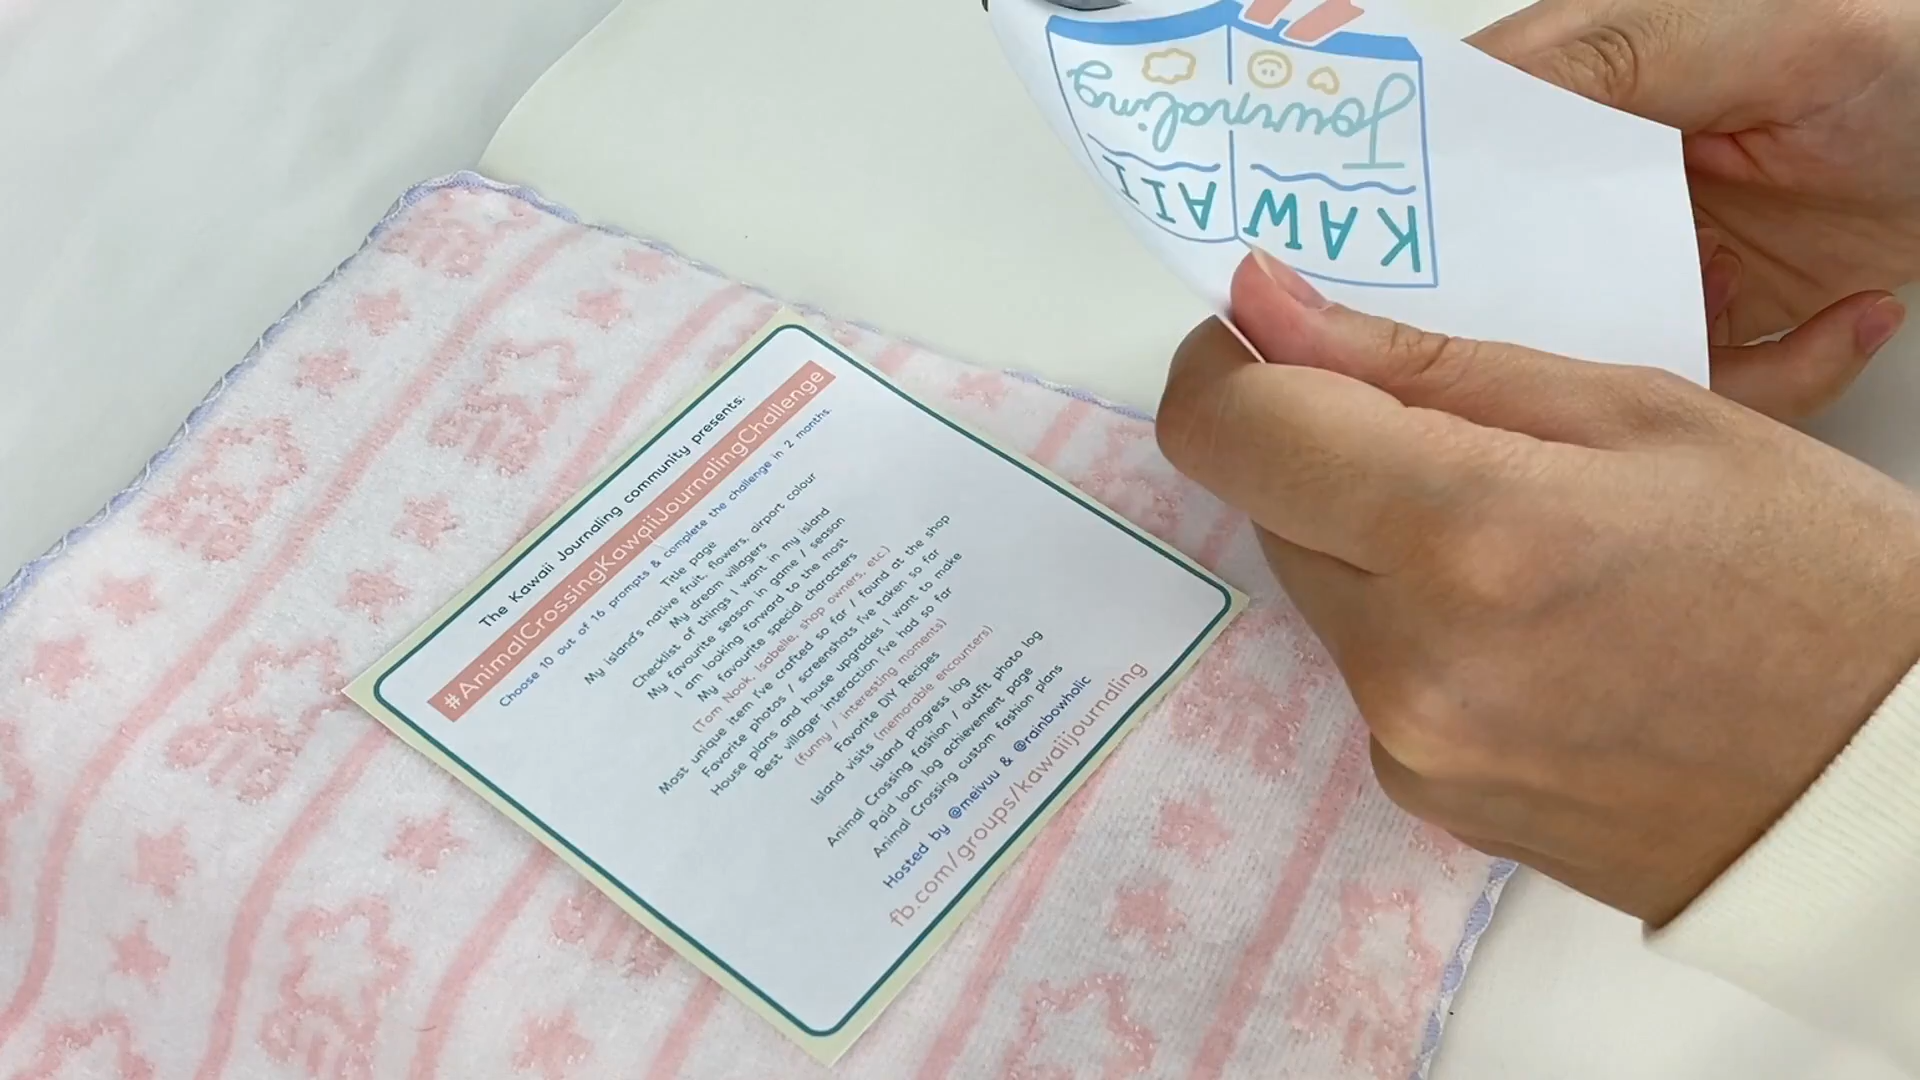 The Kawaii Journaling community presents:
#AnimalCrossingKawaiiJournalingChallenge
Choose 10 out of 16 prompts & complete the challenge in 2 months.
Title page
My island's native fruit, flowers, airport colour
My dream villagers
Checklist of things I want in my island
My favourite season in game / season
I am looking forward to the most
My favourite special characters
(Tom Nook, Isabelle, shop owners, etc.)
Most unique item I've crafted so far / found at the shop
Favorite photos / screenshots I've taken so far
House plans and house upgrades I want to make
Best villager interaction I've had so far
(funny / interesting moments)
Favorite DIY Recipes
Island visits (memorable encounters)
Island progress log
Animal Crossing fashion / outfit photo log
Paid loan log achievement page
Animal Crossing custom fashion plans
Hosted by @meivuu & @rainbowholic
fb.com/groups/kawaiijournaling
KAWAII
Journaling